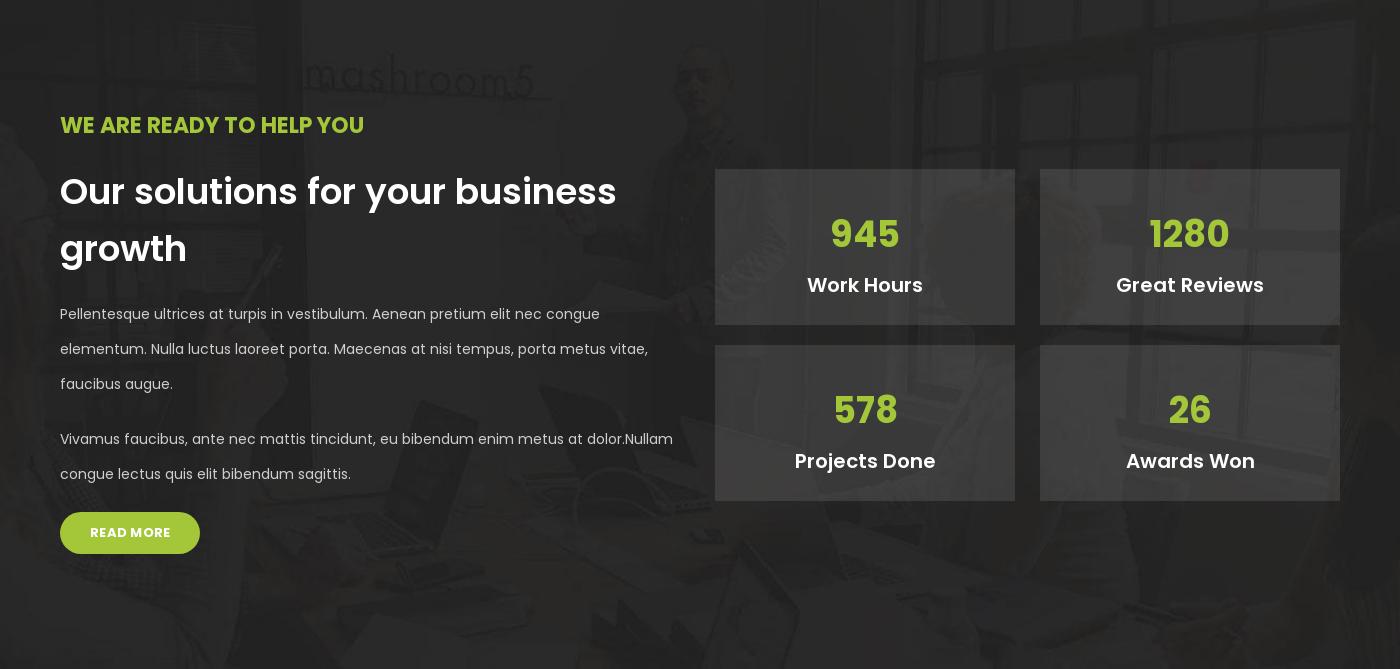 mashroom5
WE ARE READY TO HELP YOU
Our solutions for your business
growth
Pellentesque ultrices at turpis in vestibulum. Aenean pretium elit nec congue
elementum. Nulla luctus laoreet porta. Maecenas at nisi tempus, porta metus vitae,
faucibus augue.
Vivamus faucibus, ante nec mattis tincidunt, eu bibendum enim metus at dolor.Nullam
congue lectus quis elit bibendum sagittis.
READ MORE
945
Work Hours
1280
Great Reviews
578
Projects Done
26
Awards Won